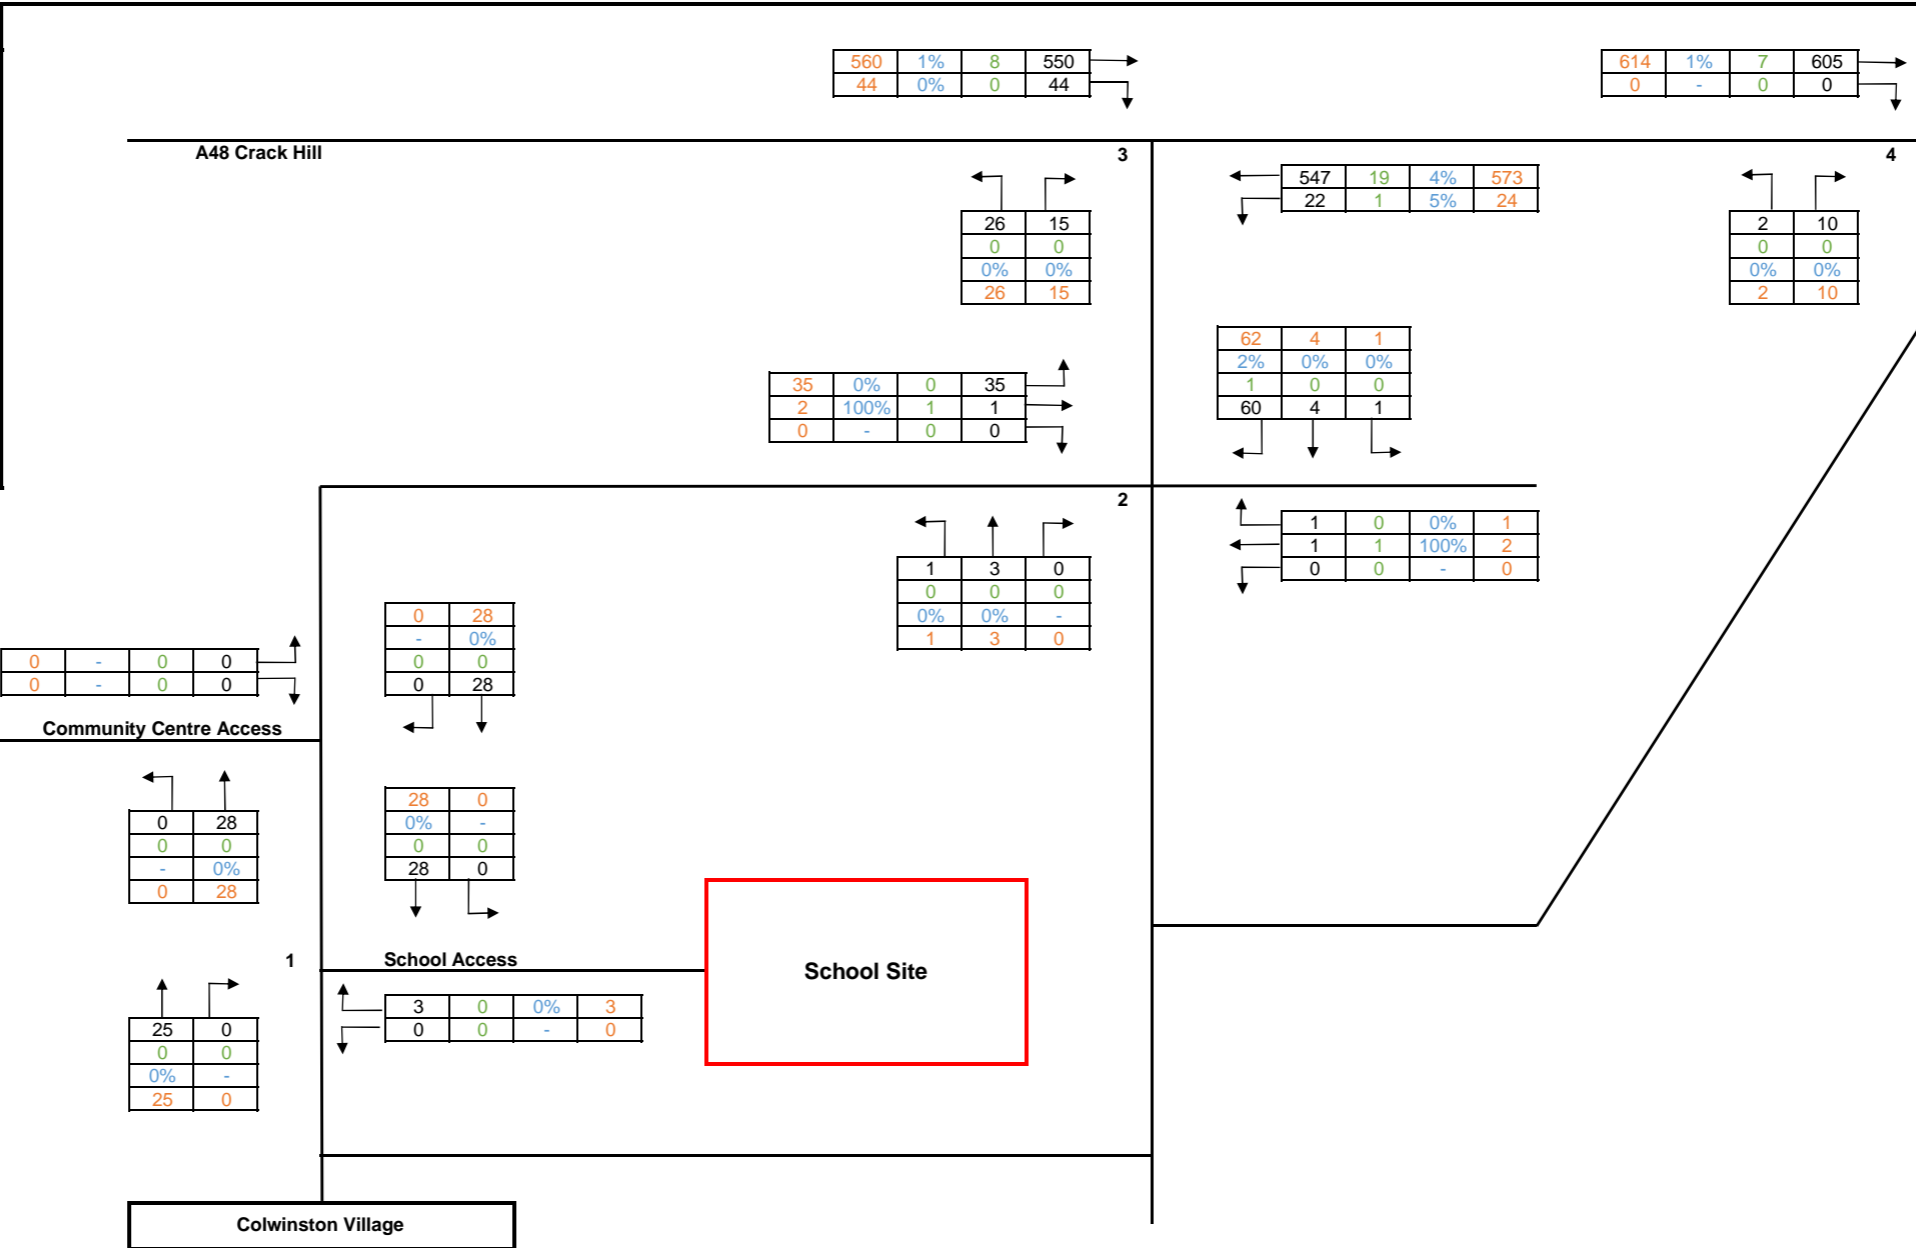 560 1% 8 550
44 0% 0 44
614 1% 7 605
0 - 0 0
A48 Crack Hill
3
4
547 19 4% 573
22 1 5% 24
26 15
0 0
0% 0%
26 15
2 10
0 0
0% 0%
2 10
62 4 1
2% 0% 0%
1 0 0
60 4 1
35 0% 0 35
2 100% 1 1
0 - 0 0
2
1 0 0% 1
1 1 100% 2
0 0 - 0
1 3 0
0 0 0
0% 0% -
1 3 0
0 28
- 0%
0 0
0 28
0 - 0 0
0 - 0 0
Community Centre Access
0 28
0 0
- 0%
0 28
28 0
0% -
0 0
28 0
1
School Access
School Site
3 0 0% 3
0 0 - 0
25 0
0 0
0% -
25 0
Colwinston Village